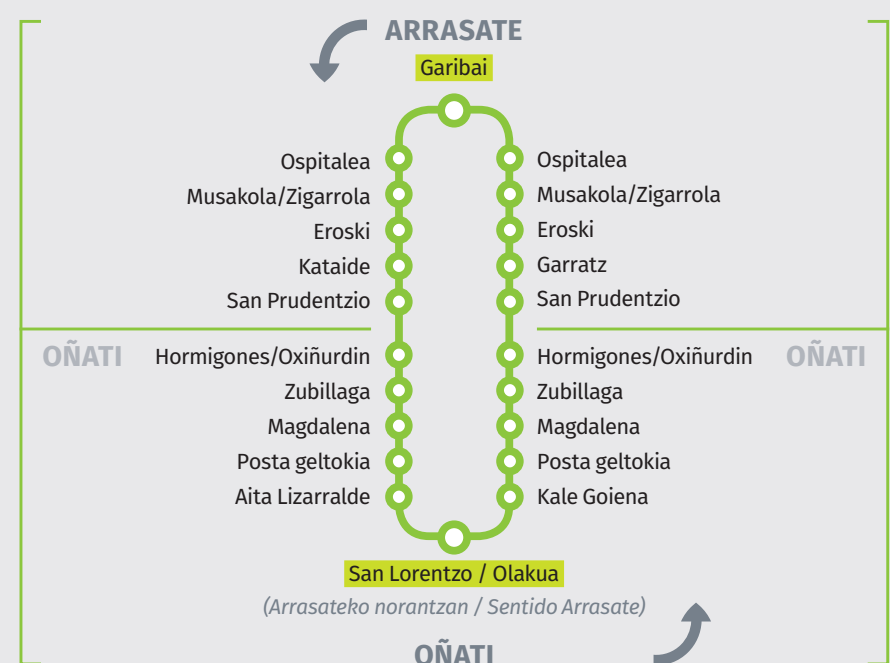 ARRASATE
Garibai
Ospitalea
Ospitalea
Musakola/Zigarrola
Musakola/Zigarrola
Eroski
Eroski
Kataide
Garratz
San Prudentzio
San Prudentzio
OÑATI
Hormigones/Oxiñurdin
Hormigones/Oxiñurdin
OÑATI
Zubillaga
Zubillaga
Magdalena
Magdalena
Posta geltokia
Posta geltokia
Aita Lizarralde
Kale Goiena
San Lorentzo / Olakua
(Arrasateko norantzan / Sentido Arrasate)
OÑATI